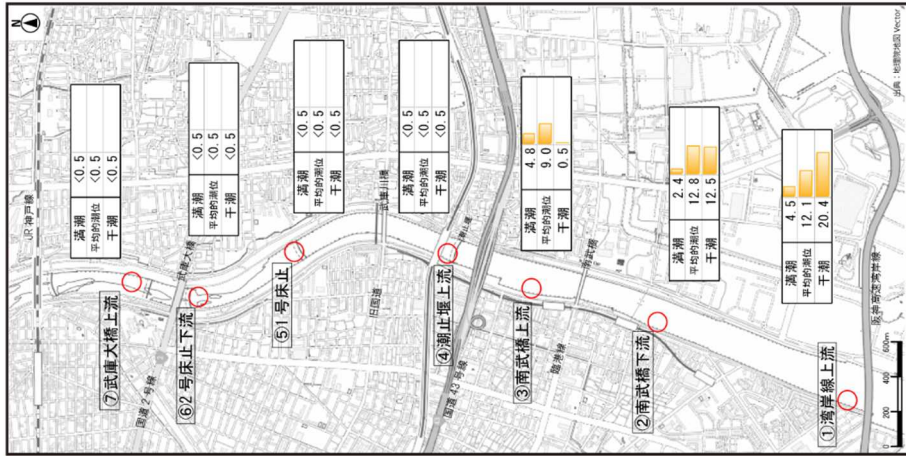 N
JR神戸線
満潮 <0.5
平均的潮位 <0.5
干潮 <0.5
⑦武庫大橋上流
国道2号線
武庫大橋
満潮 <0.5
平均的潮位 <0.5
干潮 <0.5
⑥2号床止下流
満潮 <0.5
平均的潮位 <0.5
干潮 <0.5
⑤1号床止
武庫川橋
旧国道
満潮 <0.5
平均的潮位 <0.5
干潮 <0.5
④潮止堰上流
国道43号線
満潮 4.8
平均的潮位 9.0
干潮 0.5
③南武橋上流
南武橋
臨港線
満潮 2.4
平均的潮位 12.8
干潮 12.5
②南武橋下流
満潮 4.5
平均的潮位 12.1
干潮 20.4
①湾岸線上流
阪神高速湾岸線
0 200 400 600m
出典:地理院地図 Vector